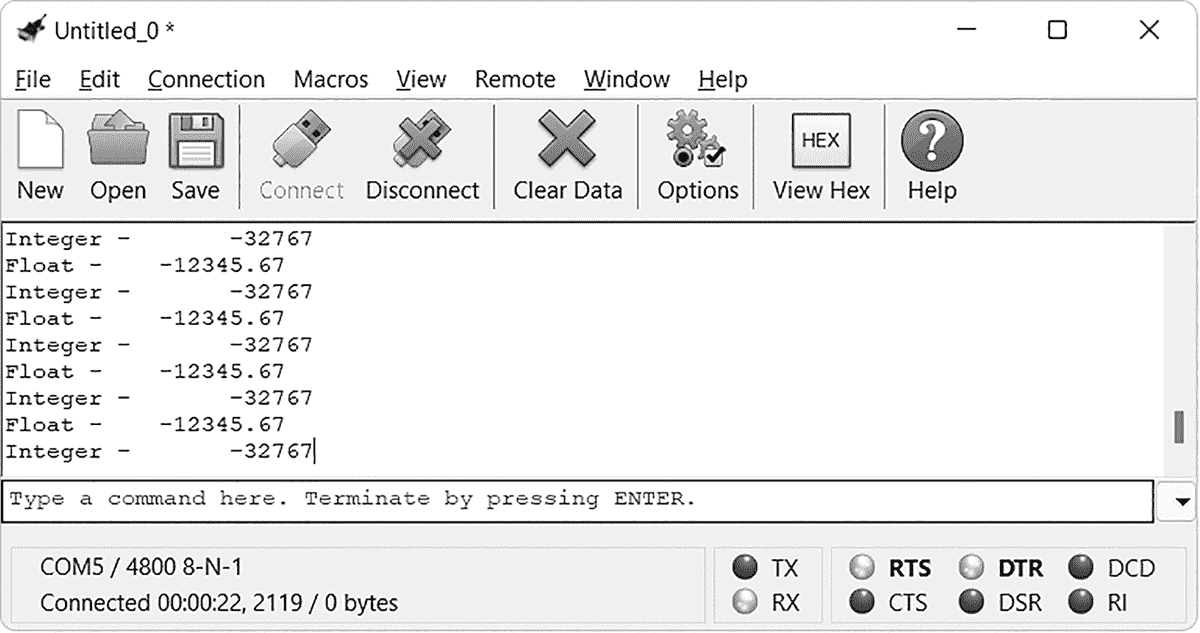 Untitled_0 *
File Edit Connection Macros View Remote Window Help
HEX
New Open Save Connect Disconnect Clear Data Options View Hex Help
Integer -       -32767
Float -    -12345.67
Integer -       -32767
Float -    -12345.67
Integer -       -32767
Float -    -12345.67
Integer -       -32767
Float -    -12345.67
Integer -       -32767
Type a command here. Terminate by pressing ENTER.
COM5 / 4800 8-N-1
Connected 00:00:22, 2119 / 0 bytes
TX RTS DTR DCD
RX CTS DSR RI